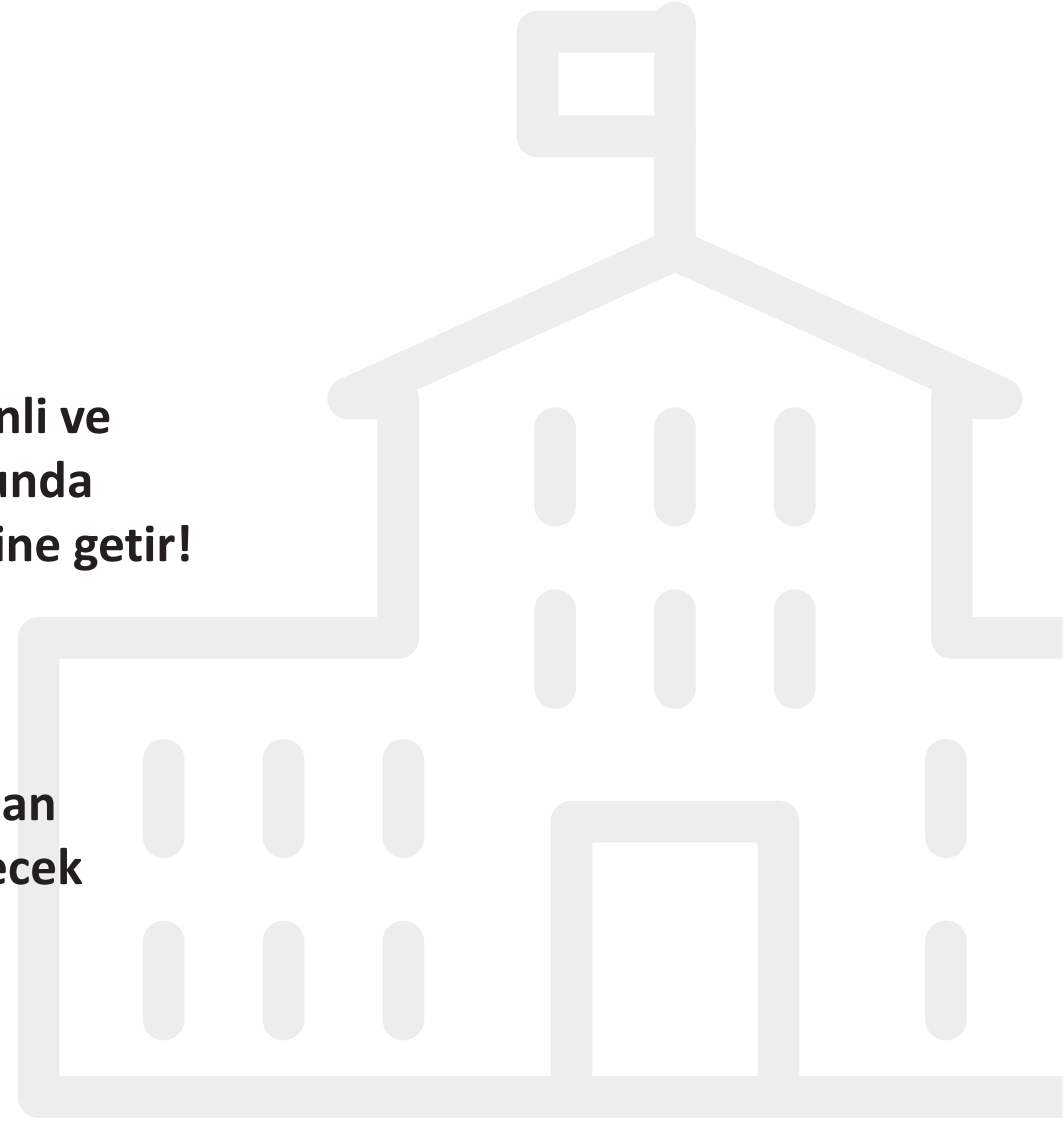 nli ve
unda
ine getir!
an
ecek